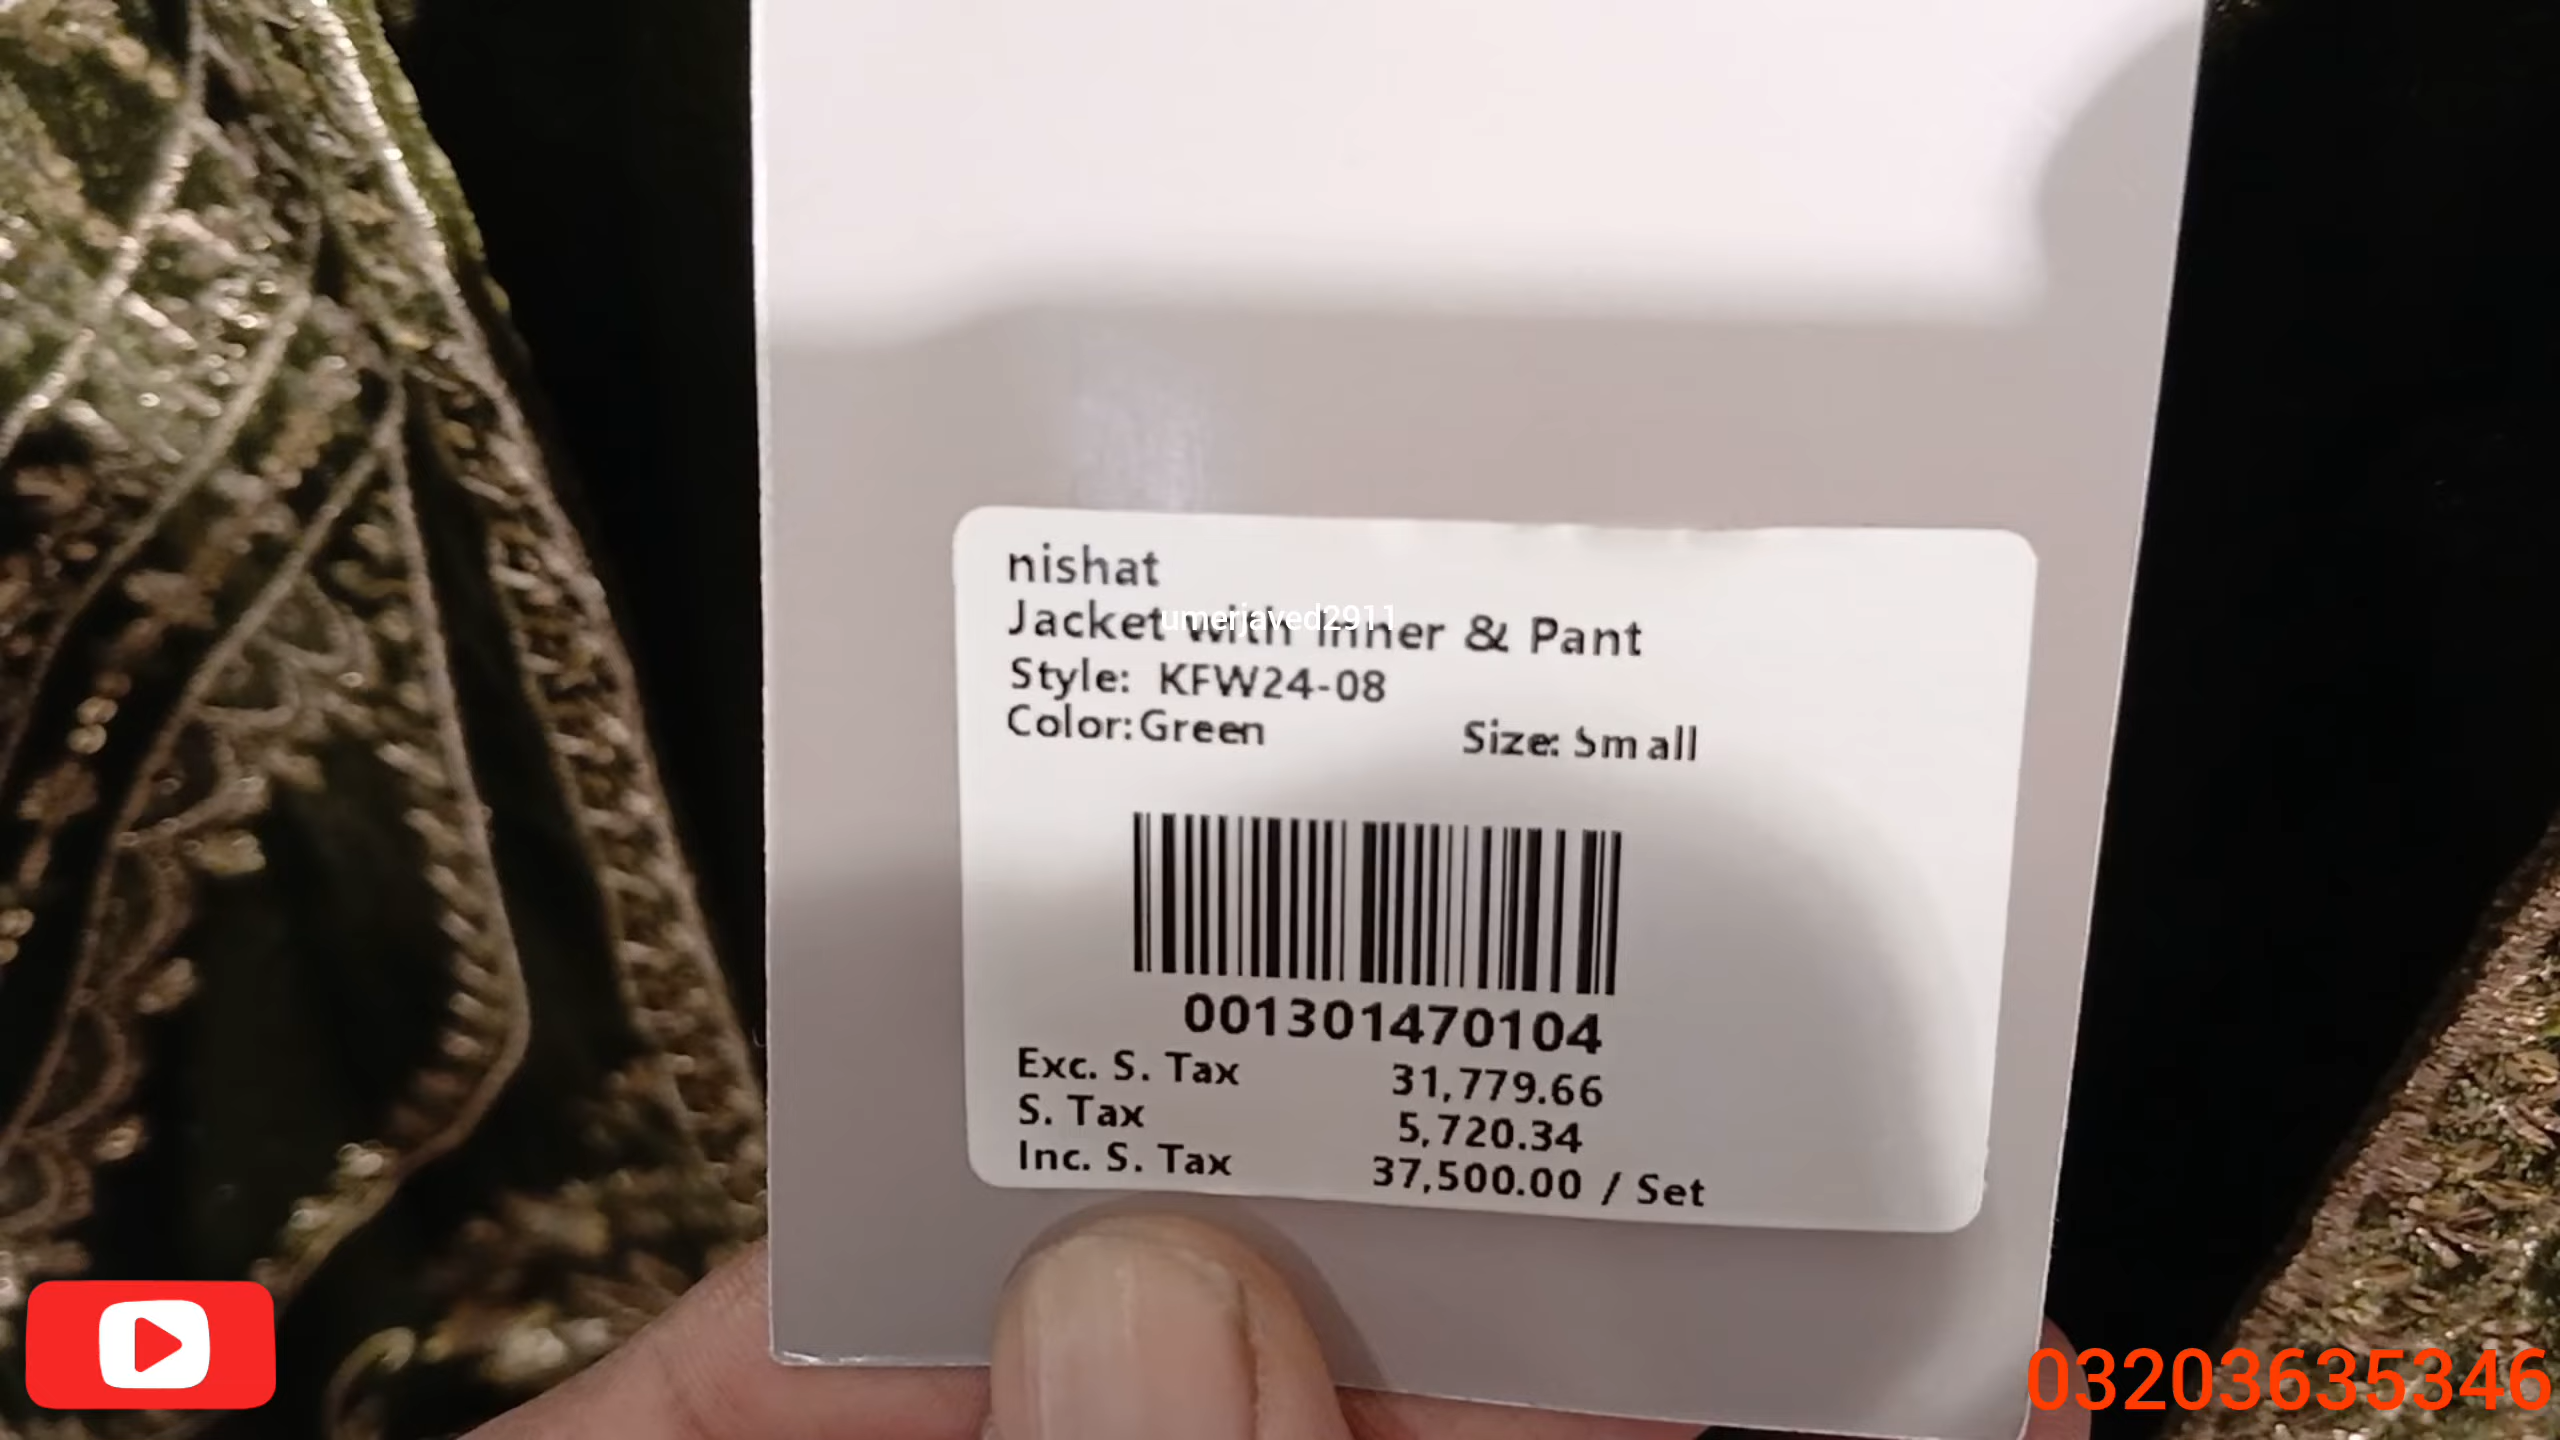 nishat
Jacket with Inner & Pant
umerjaved2911
Style: KFW24-08
Color: Green Size: Small
001301470104
Exc. S. Tax 31,779.66
S. Tax 5,720.34
Inc. S. Tax 37,500.00 / Set
03203635346